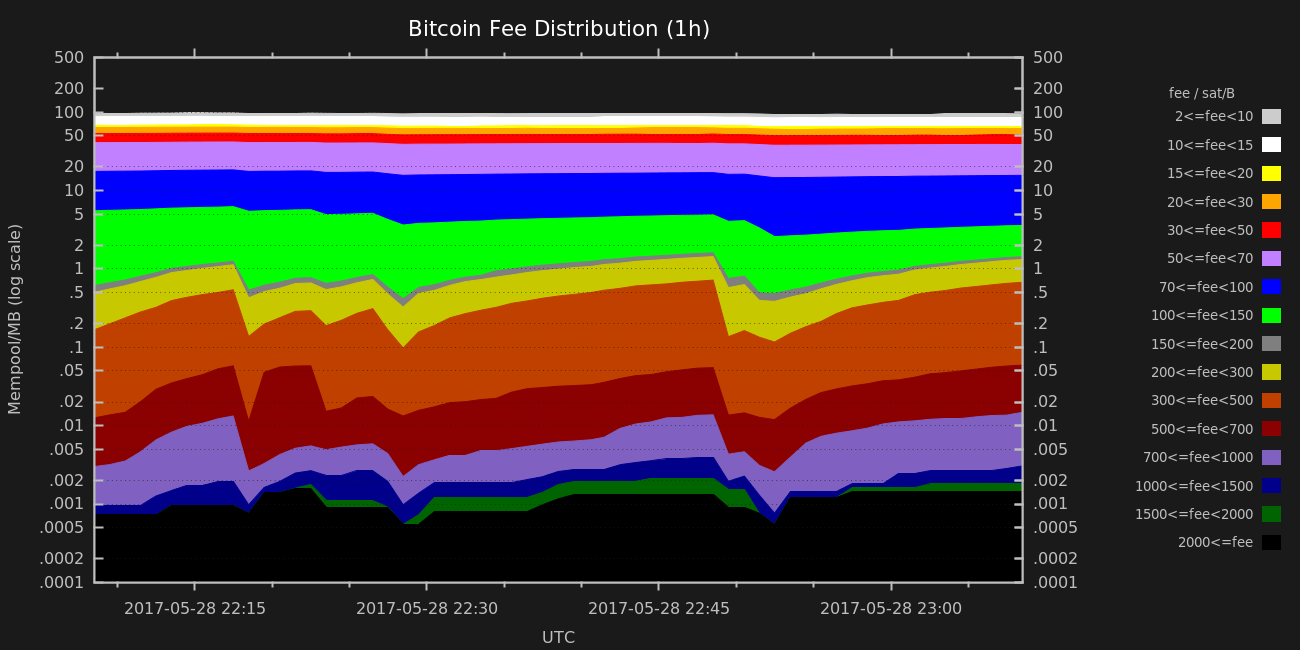 Bitcoin Fee Distribution (1h)
500
200
100
50
20
10
5
2
1
.5
.2
.1
.05
.02
.01
.005
.002
.001
.0005
.0002
.0001
Mempool/MB (log scale)
500
200
100
50
20
10
5
2
1
.5
.2
.1
.05
.02
.01
.005
.002
.001
.0005
.0002
.0001
2017-05-28 22:15
2017-05-28 22:30
2017-05-28 22:45
2017-05-28 23:00
UTC
fee / sat/B
2<=fee<10
10<=fee<15
15<=fee<20
20<=fee<30
30<=fee<50
50<=fee<70
70<=fee<100
100<=fee<150
150<=fee<200
200<=fee<300
300<=fee<500
500<=fee<700
700<=fee<1000
1000<=fee<1500
1500<=fee<2000
2000<=fee